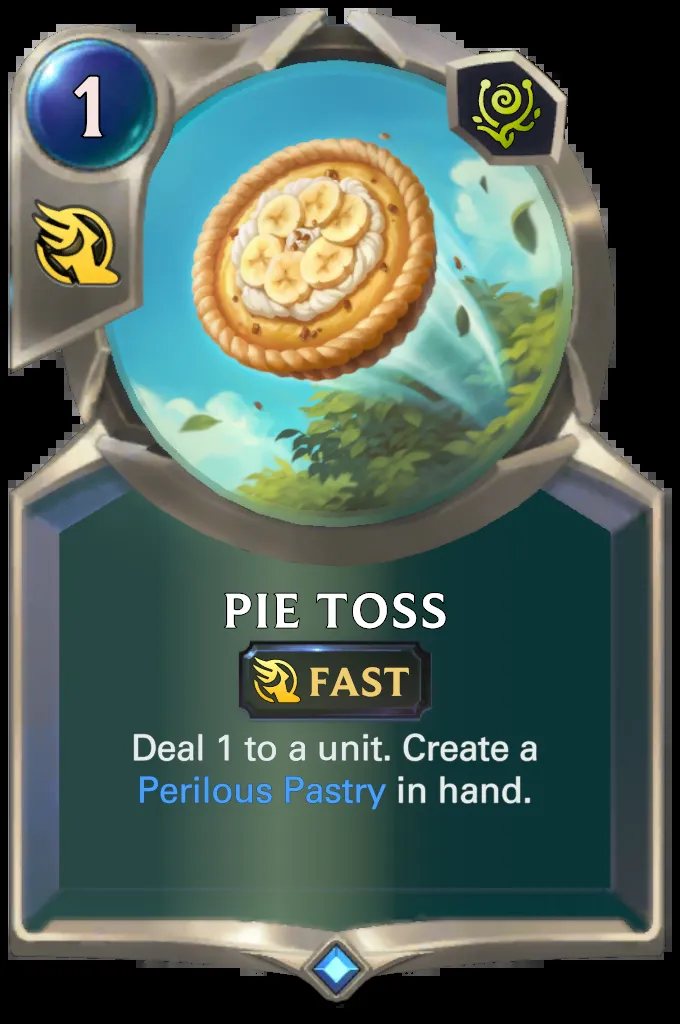 1
PIE TOSS
FAST
Deal 1 to a unit. Create a
Perilous Pastry in hand.